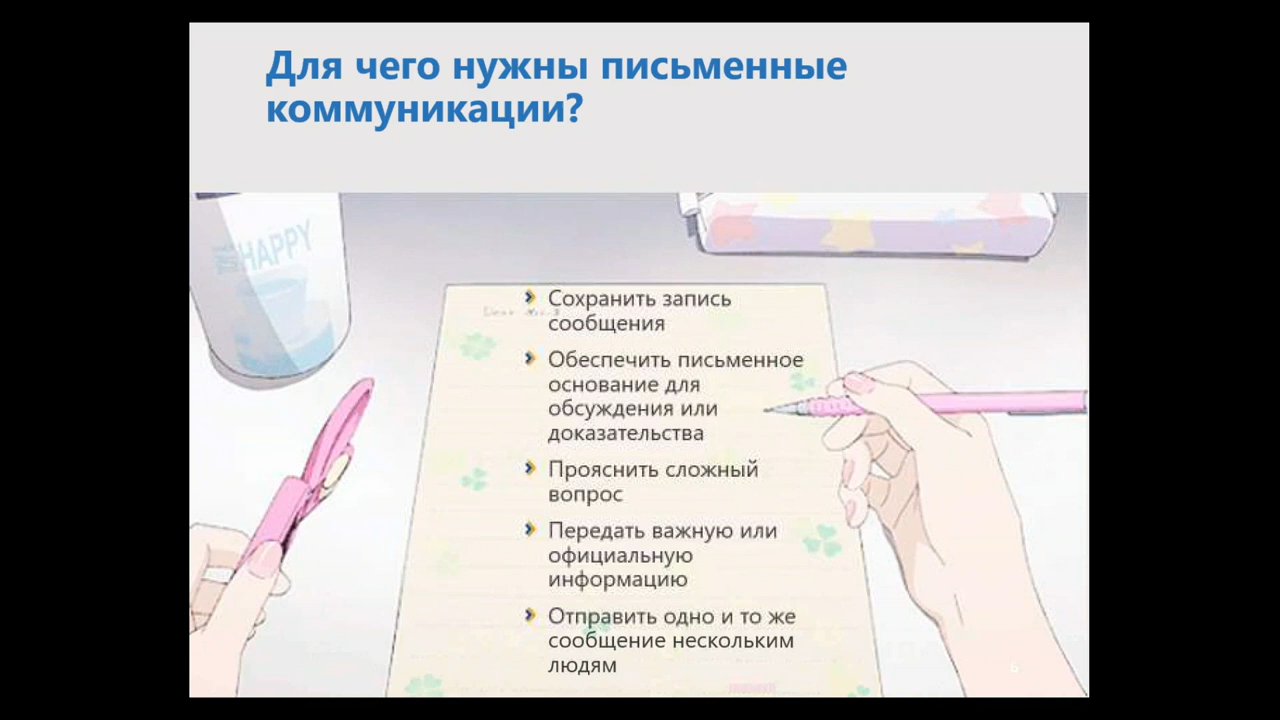 Для чего нужны письменные
коммуникации?
HAPPY
Сохранить запись
сообщения
Обеспечить письменное
основание для
обсуждения или
доказательства
Прояснить сложный
вопрос
Передать важную или
официальную
информацию
Отправить одно и то же
сообщение нескольким
людям